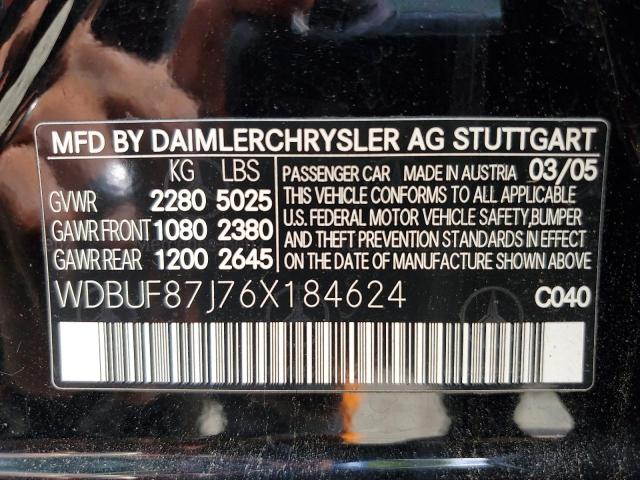 MFD BY DAIMLERCHRYSLER AG STUTTGART
KG LBS
GVWR 2280 5025
GAWR FRONT 1080 2380
GAWR REAR 1200 2645
PASSENGER CAR MADE IN AUSTRIA 03/05
THIS VEHICLE CONFORMS TO ALL APPLICABLE
U.S. FEDERAL MOTOR VEHICLE SAFETY,BUMPER
AND THEFT PREVENTION STANDARDS IN EFFECT
ON THE DATE OF MANUFACTURE SHOWN ABOVE.
WDBUF87J76X184624 C040